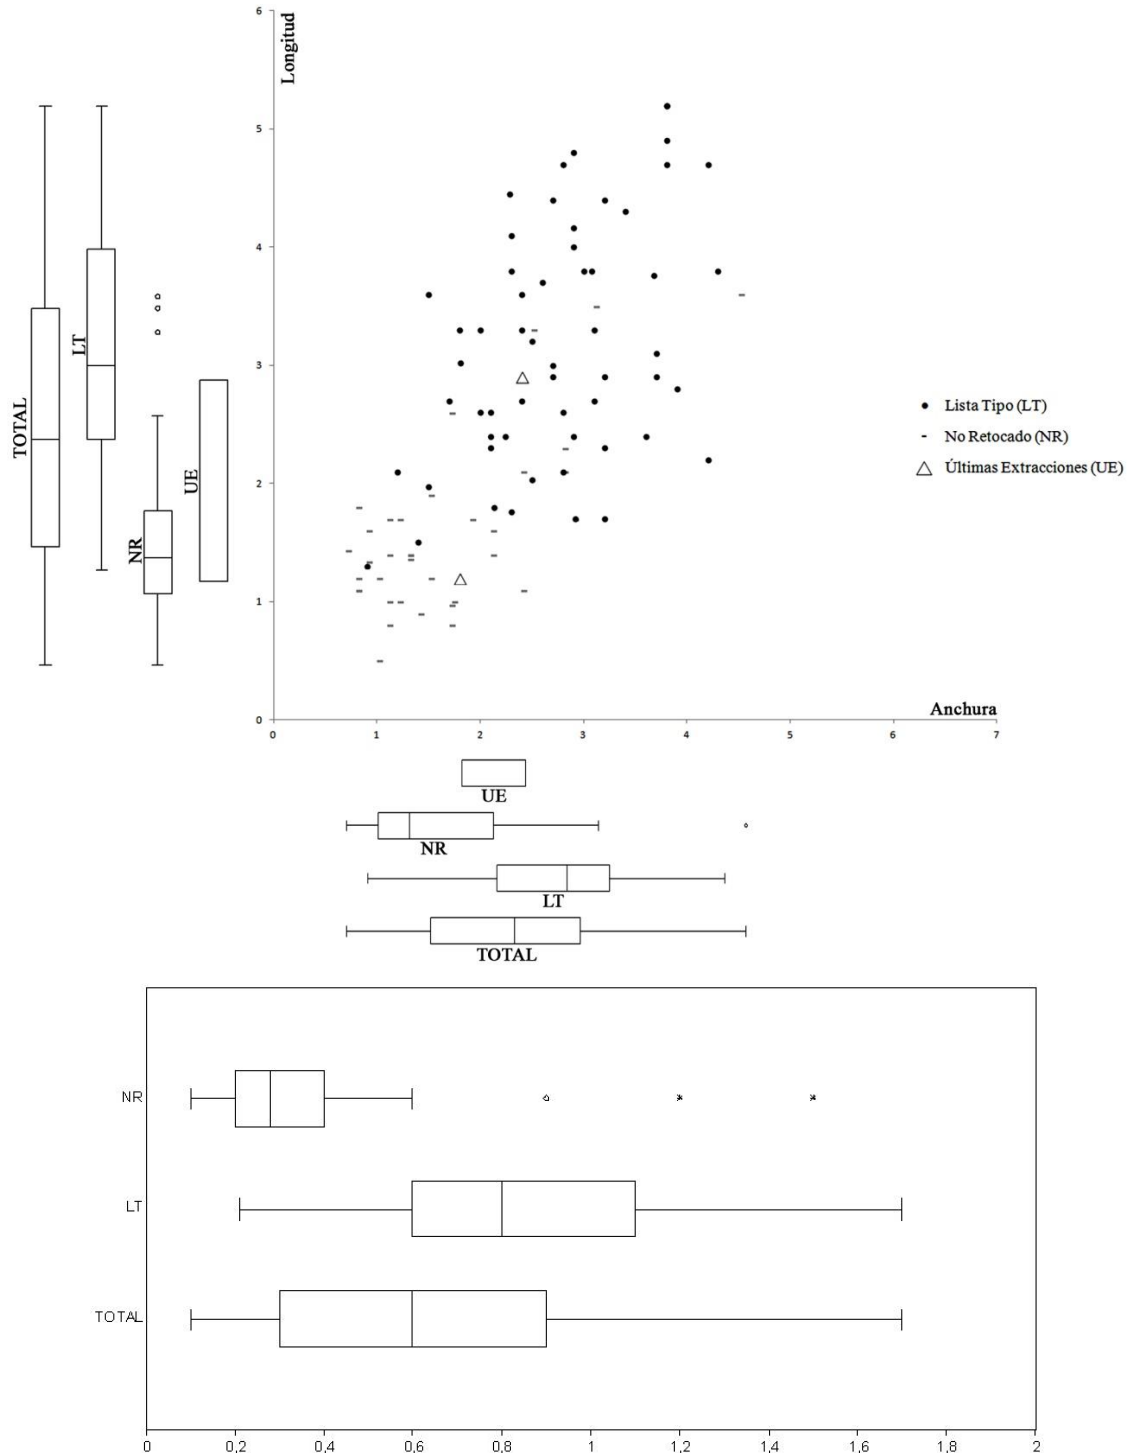 6
Longitud
5
4
3
2
1
0
0 1 2 3 4 5 6 7
Anchura
TOTAL
LT
NR
UE
Lista Tipo (LT)
No Retocado (NR)
Últimas Extracciones (UE)
UE
NR
LT
TOTAL
NR
LT
TOTAL
0 0,2 0,4 0,6 0,8 1 1,2 1,4 1,6 1,8 2